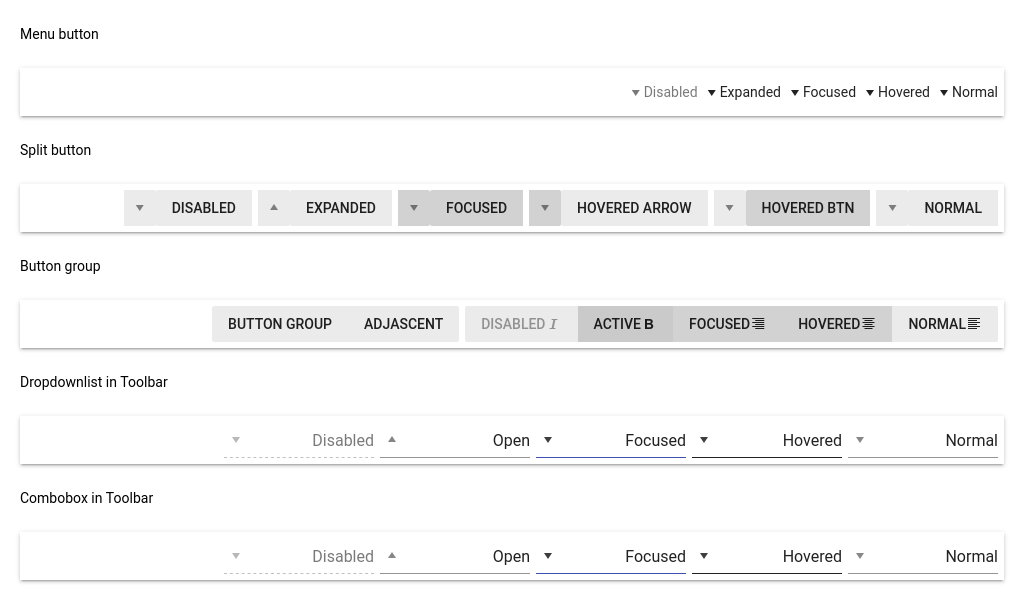 Menu button
Disabled Expanded Focused Hovered Normal
Split button
DISABLED EXPANDED FOCUSED HOVERED ARROW HOVERED BTN NORMAL
Button group
BUTTON GROUP ADJASCENT DISABLED I ACTIVE B FOCUSED HOVERED NORMAL
Dropdownlist in Toolbar
Disabled Open Focused Hovered Normal
Combobox in Toolbar
Disabled Open Focused Hovered Normal